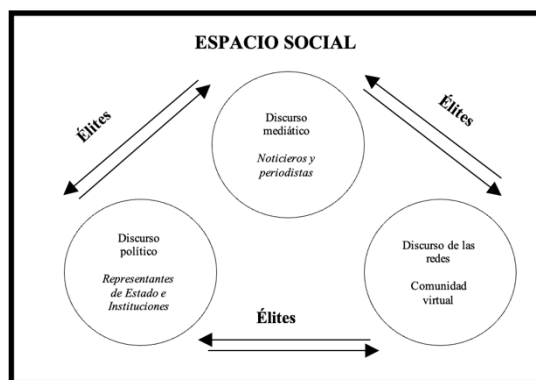 ESPACIO SOCIAL
Élites
Élites
Discurso
mediático
Noticieros y
periodistas
Discurso
político
Representantes
de Estado e
Instituciones
Discurso de las
redes
Comunidad
virtual
Élites